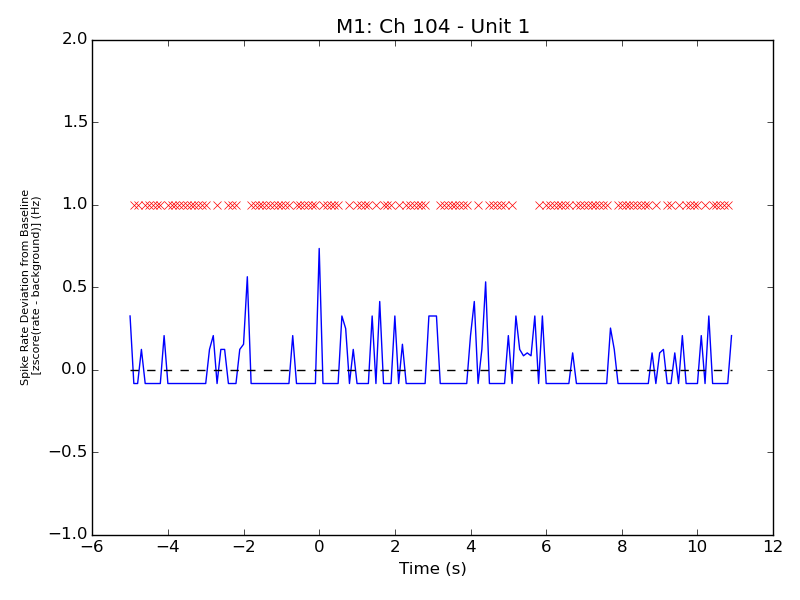 M1: Ch 104 - Unit 1
2.0
1.5
1.0
0.5
0.0
−0.5
−1.0
Spike Rate Deviation from Baseline
[zscore(rate - background)] (Hz)
−6 −4 −2 0 2 4 6 8 10 12
Time (s)